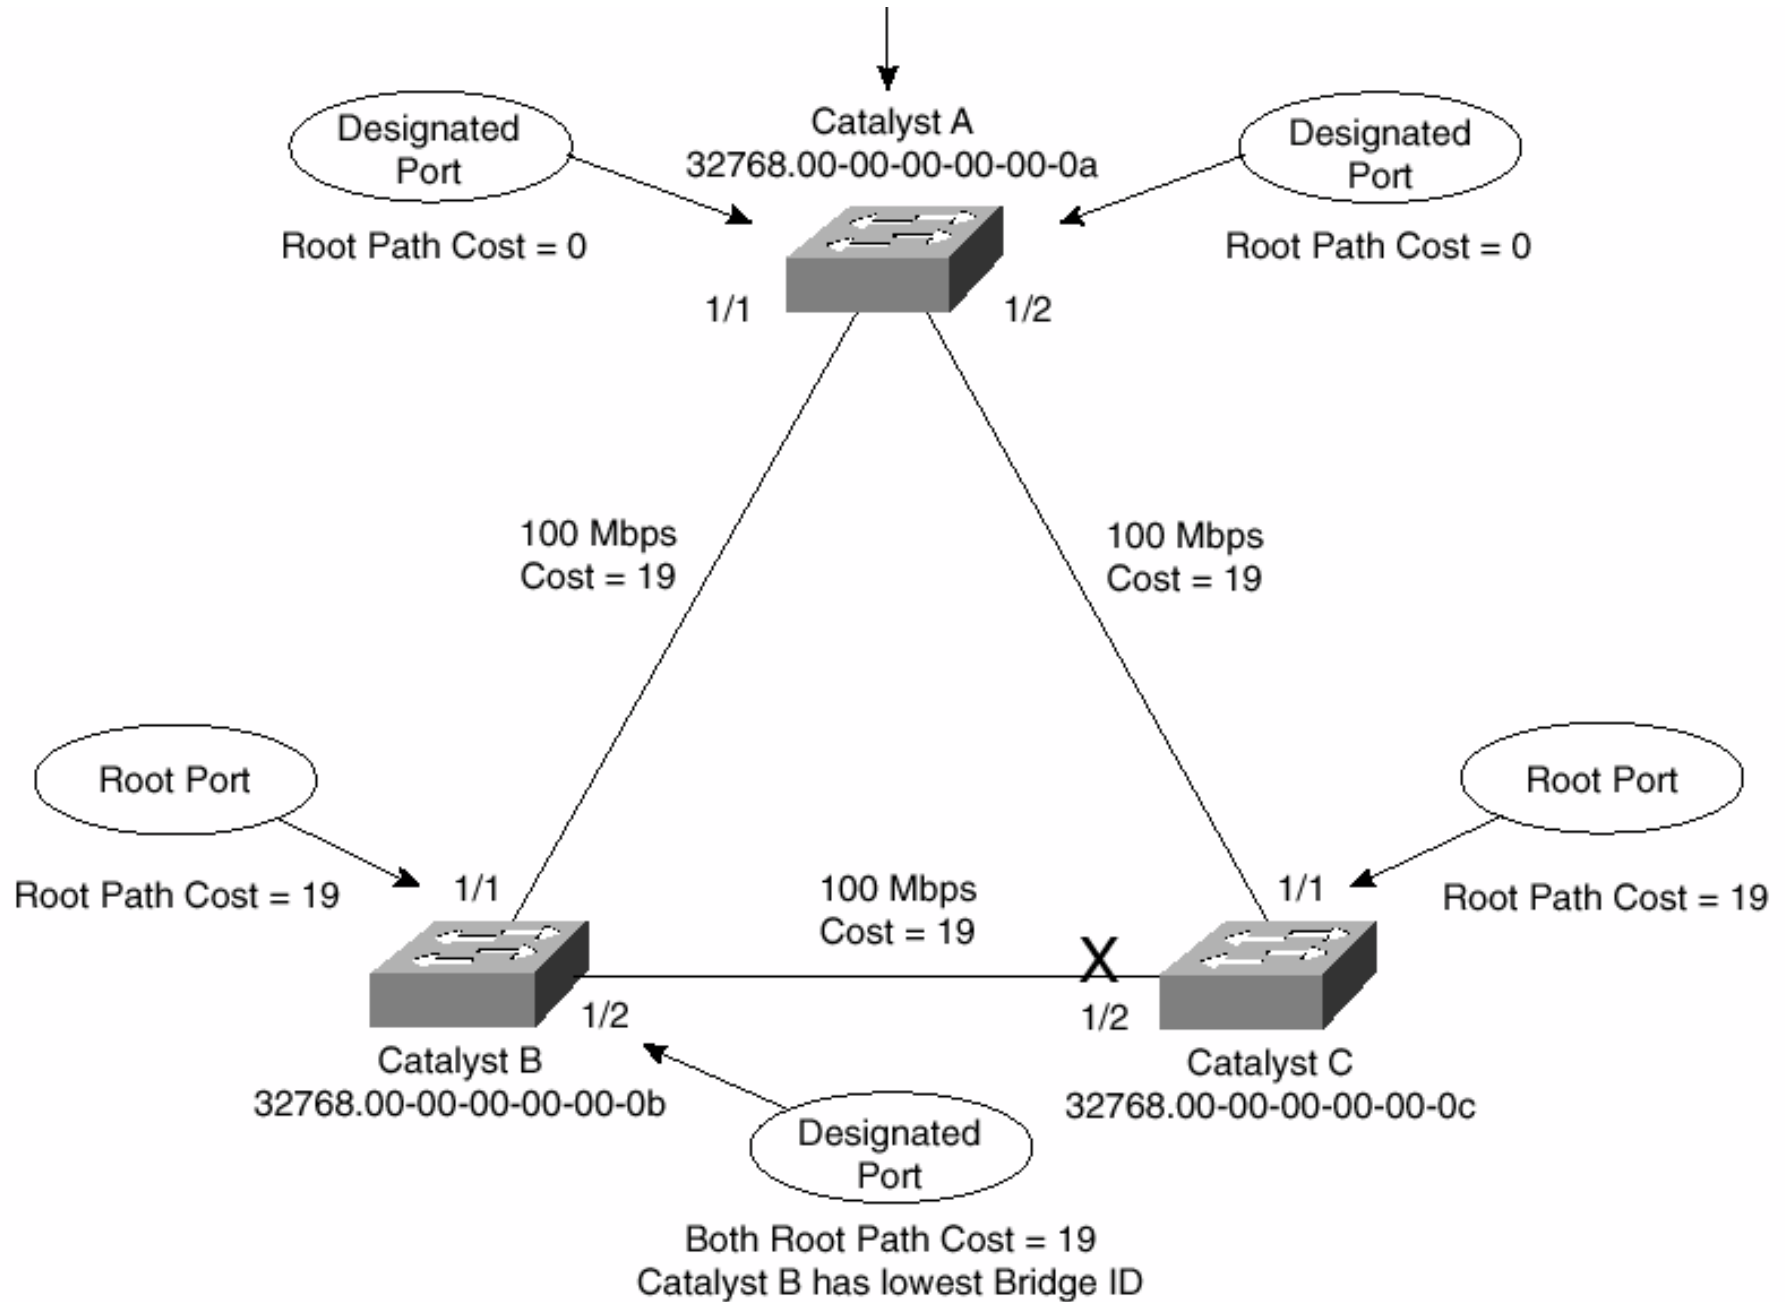 Catalyst A
32768.00-00-00-00-00-0a
Designated
Port
Root Path Cost = 0
Designated
Port
Root Path Cost = 0
1/1
1/2
100 Mbps
Cost = 19
100 Mbps
Cost = 19
Root Port
Root Path Cost = 19
Root Port
Root Path Cost = 19
1/1
1/1
100 Mbps
Cost = 19
X
1/2
1/2
Catalyst B
32768.00-00-00-00-00-0b
Catalyst C
32768.00-00-00-00-00-0c
Designated
Port
Both Root Path Cost = 19
Catalyst B has lowest Bridge ID